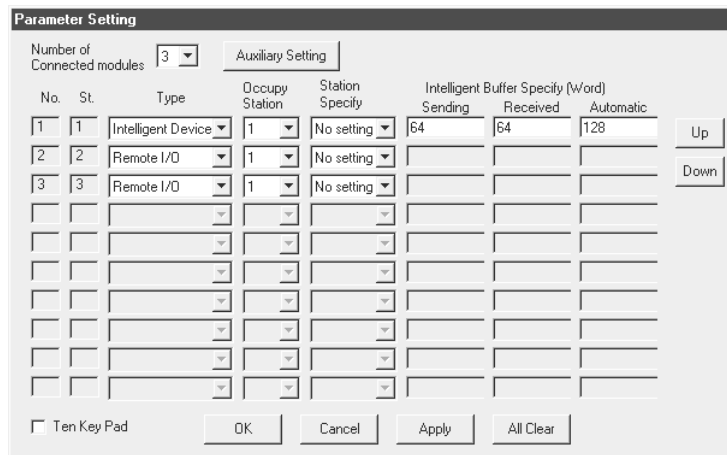 Parameter Setting
Number of
Connected modules
3
Auxiliary Setting
No. St. Type Occupy Station Station Specify Intelligent Buffer Specify (Word)
Sending Received Automatic
1 1 Intelligent Device 1 No setting 64 64 128
Up
2 2 Remote I/O 1 No setting
3 3 Remote I/O 1 No setting
Down
Ten Key Pad OK Cancel Apply All Clear